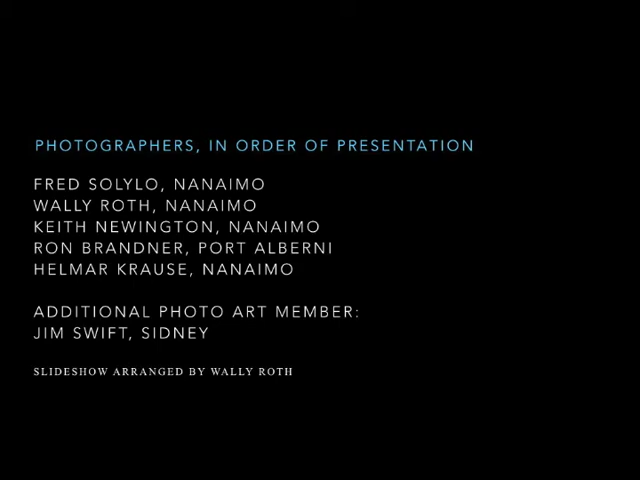 PHOTOGRAPHERS, IN ORDER OF PRESENTATION
FRED SOLYLO, NANAIMO
WALLY ROTH, NANAIMO
KEITH NEWINGTON, NANAIMO
RON BRANDNER, PORT ALBERNI
HELMAR KRAUSE, NANAIMO
ADDITIONAL PHOTO ART MEMBER:
JIM SWIFT, SIDNEY
SLIDESHOW ARRANGED BY WALLY ROTH